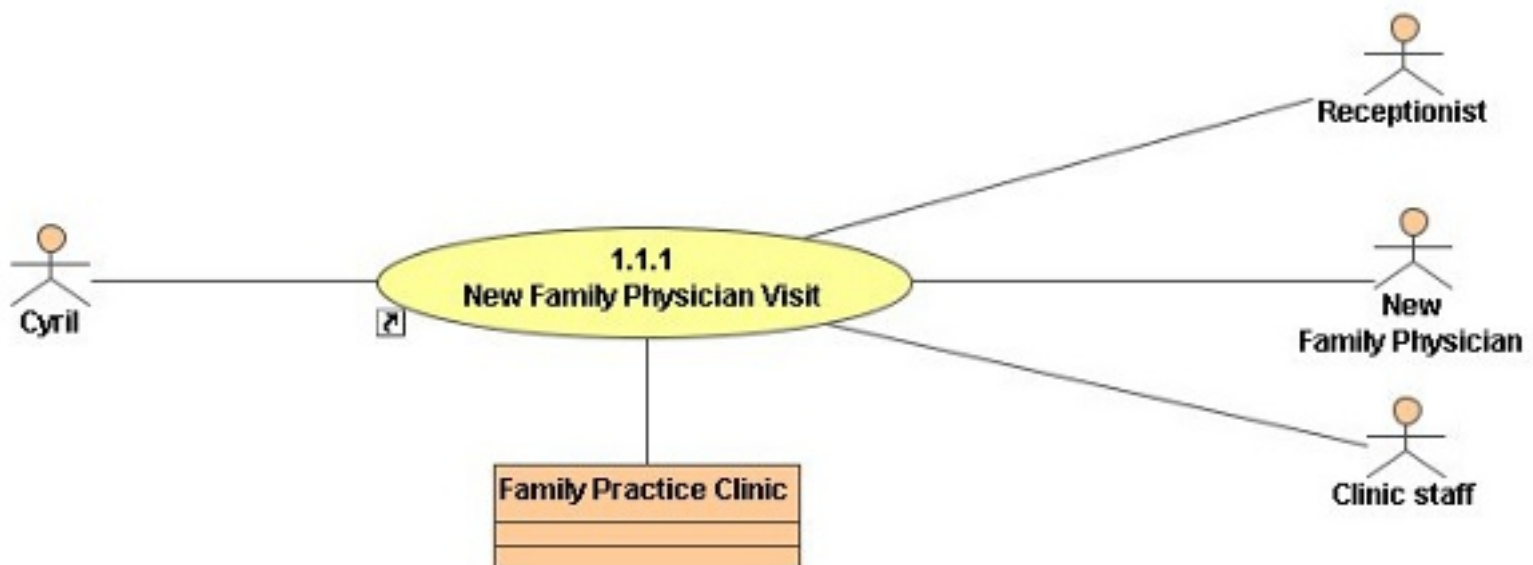 Receptionist
1.1.1
New Family Physician Visit
Cyril
New
Family Physician
Family Practice Clinic
Clinic staff